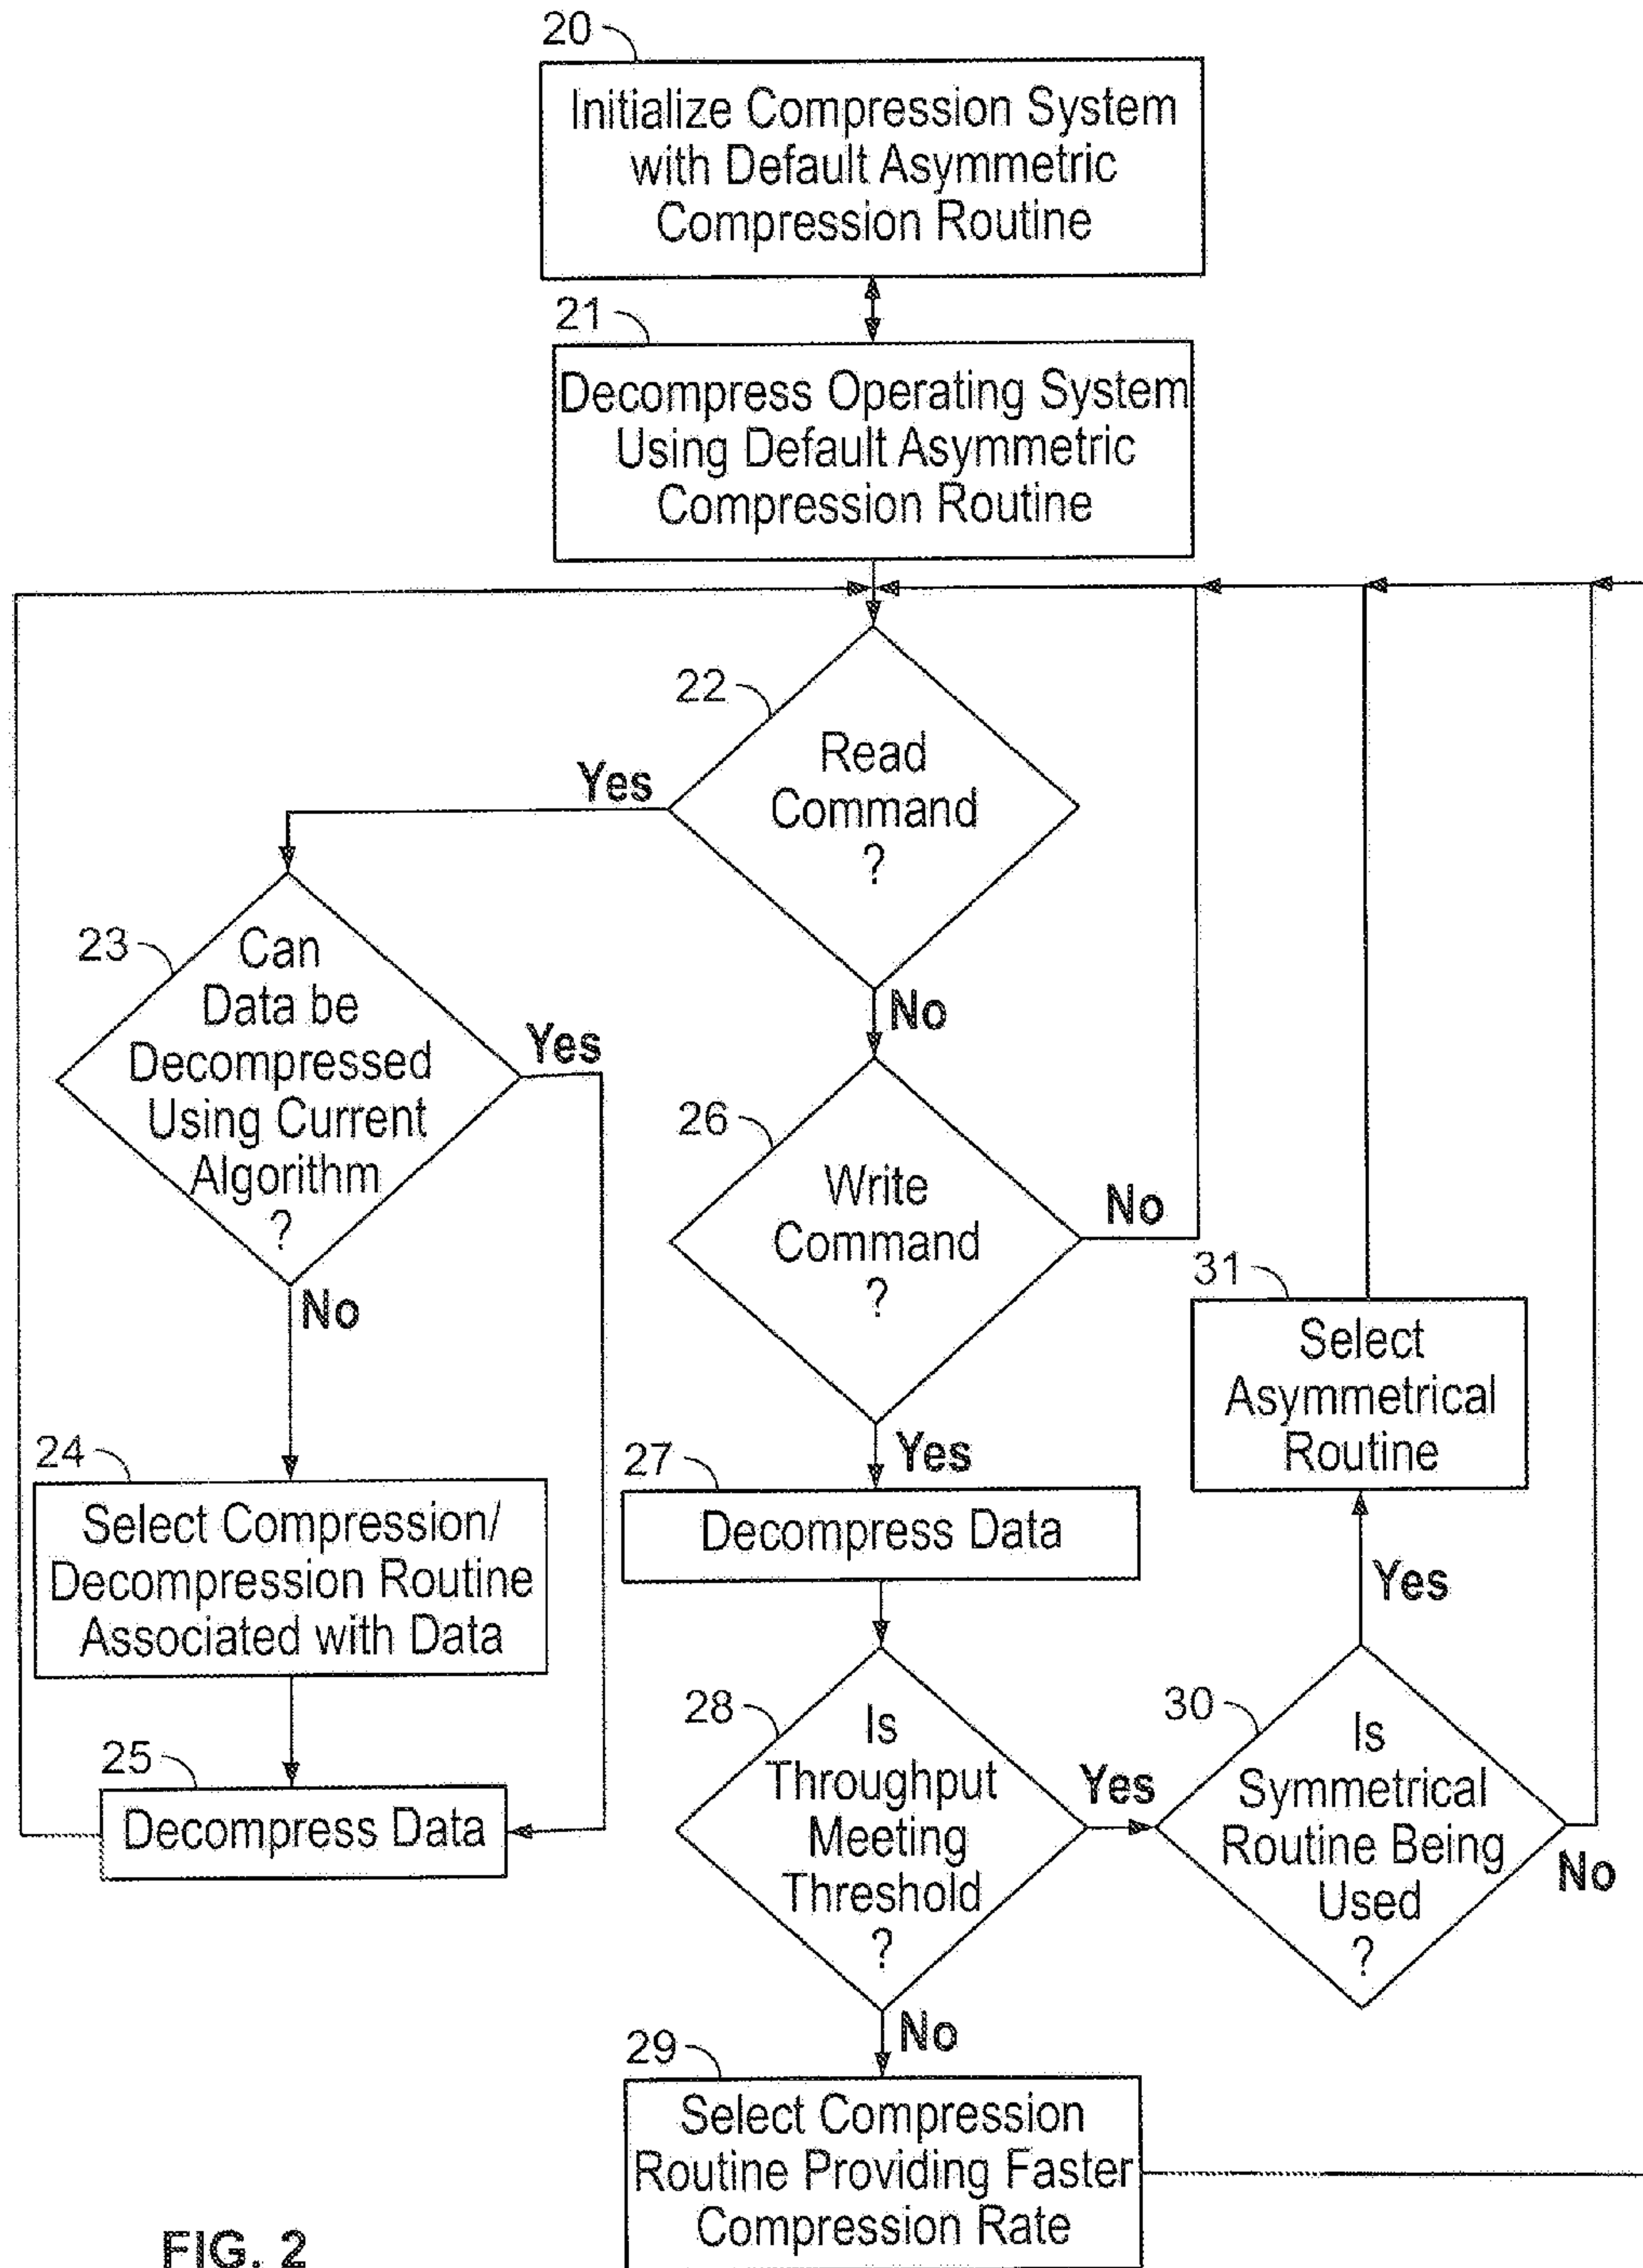 20
Initialize Compression System
with Default Asymmetric
Compression Routine
21
Decompress Operating System
Using Default Asymmetric
Compression Routine
22
Read
Command
?
Yes
No
23
Can
Data be
Decompressed
Using Current
Algorithm
?
Yes
No
24
Select Compression/
Decompression Routine
Associated with Data
25
Decompress Data
26
Write
Command
?
No
Yes
27
Decompress Data
28
Is
Throughput
Meeting
Threshold
?
Yes
No
29
Select Compression
Routine Providing Faster
Compression Rate
30
Is
Symmetrical
Routine Being
Used
?
Yes
No
31
Select
Asymmetrical
Routine
FIG. 2